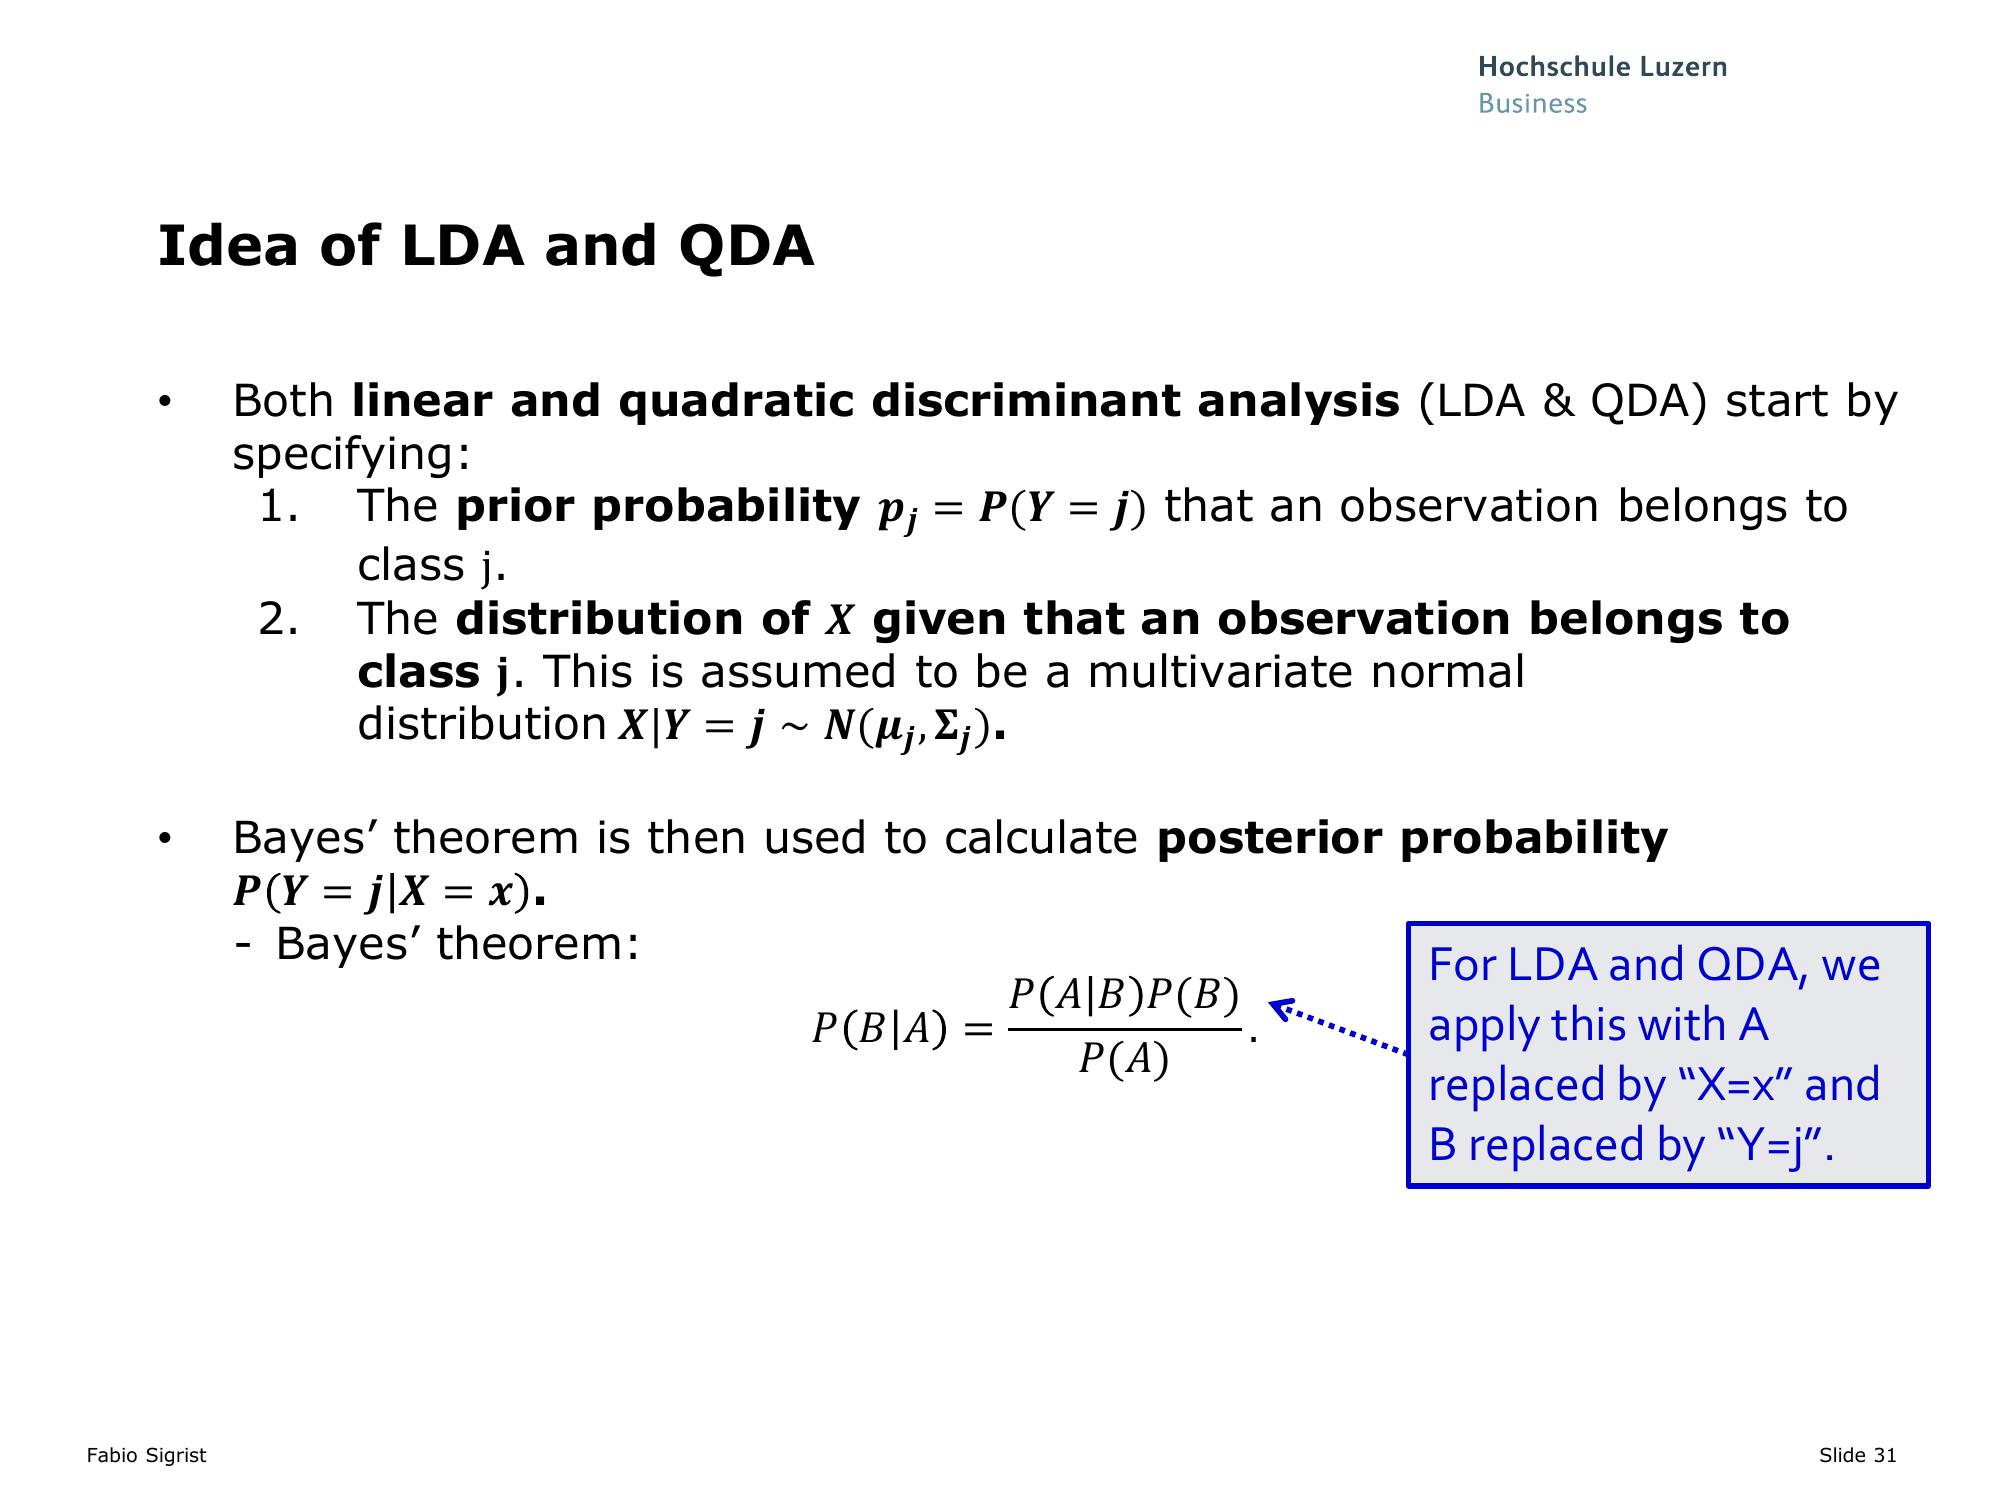 Hochschule Luzern
Business
Idea of LDA and QDA
• Both linear and quadratic discriminant analysis (LDA & QDA) start by
specifying:
1. The prior probability p_j = P(Y = j) that an observation belongs to
class j.
2. The distribution of X given that an observation belongs to
class j. This is assumed to be a multivariate normal
distribution X|Y = j ~ N(μ_j, Σ_j).
• Bayes’ theorem is then used to calculate posterior probability
P(Y = j|X = x).
- Bayes’ theorem:
P(B|A) = P(A|B)P(B) / P(A).
For LDA and QDA, we
apply this with A
replaced by “X=x” and
B replaced by “Y=j”.
Fabio Sigrist
Slide 31